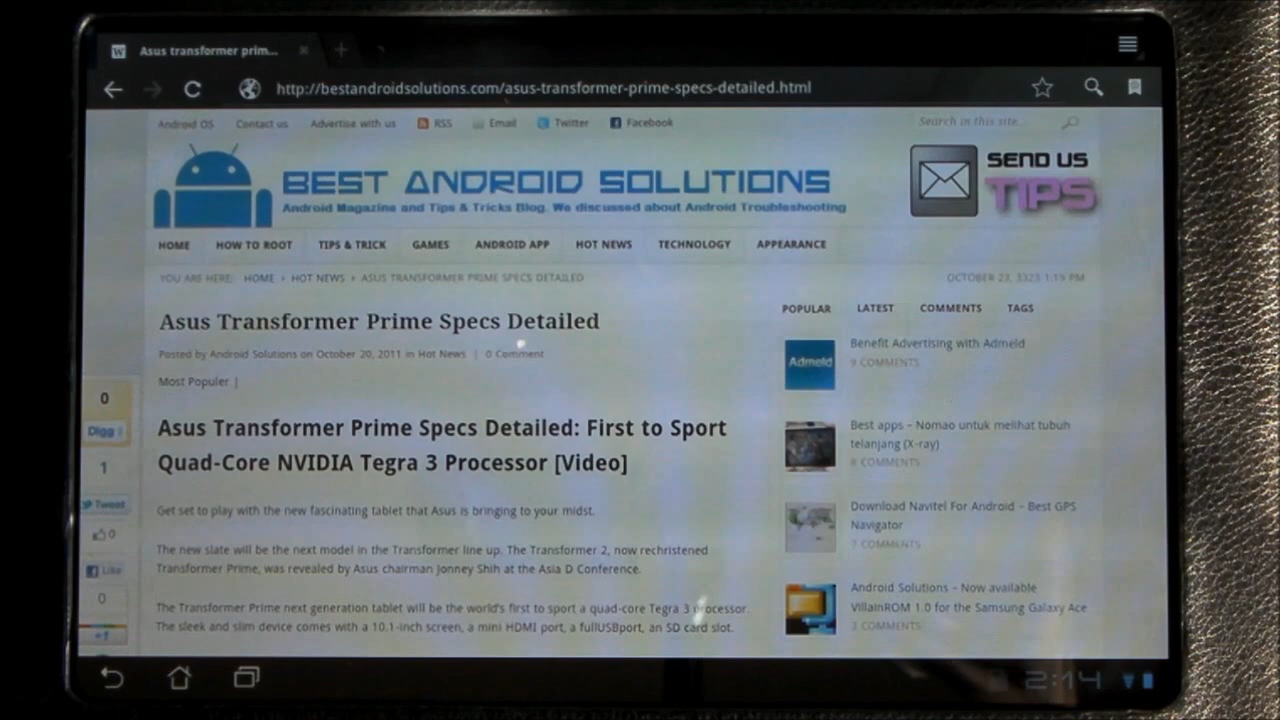 Asus transformer prim...
http://bestandroidsolutions.com/asus-transformer-prime-specs-detailed.html
Android OS Contact us Advertise with us RSS Email Twitter Facebook
Search in this site...
BEST ANDROID SOLUTIONS
Android Magazine and Tips & Tricks Blog. We discussed about Android Troubleshooting
SEND US
TIPS
HOME HOW TO ROOT TIPS & TRICK GAMES ANDROID APP HOT NEWS TECHNOLOGY APPEARANCE
YOU ARE HERE: HOME › HOT NEWS › ASUS TRANSFORMER PRIME SPECS DETAILED
OCTOBER 23, 3323 1:19 PM
Asus Transformer Prime Specs Detailed
Posted by Android Solutions on October 20, 2011 in Hot News | 0 Comment
Most Populer |
Asus Transformer Prime Specs Detailed: First to Sport
Quad-Core NVIDIA Tegra 3 Processor [Video]
Get set to play with the new fascinating tablet that Asus is bringing to your midst.
The new slate will be the next model in the Transformer line up. The Transformer 2, now rechristened
Transformer Prime, was revealed by Asus chairman Jonney Shih at the Asia D Conference.
The Transformer Prime next generation tablet will be the world's first to sport a quad-core Tegra 3 processor.
The sleek and slim device comes with a 10.1-inch screen, a mini HDMI port, a fullUSBport, an SD card slot.
0
Digg
1
Tweet
0
Like
0
+1
POPULAR LATEST COMMENTS TAGS
Admeld
Benefit Advertising with Admeld
9 COMMENTS
Best apps – Nomao untuk melihat tubuh
telanjang (X-ray)
8 COMMENTS
Download Navitel For Android – Best GPS
Navigator
7 COMMENTS
Android Solutions – Now available
VillainROM 1.0 for the Samsung Galaxy Ace
3 COMMENTS
2:14